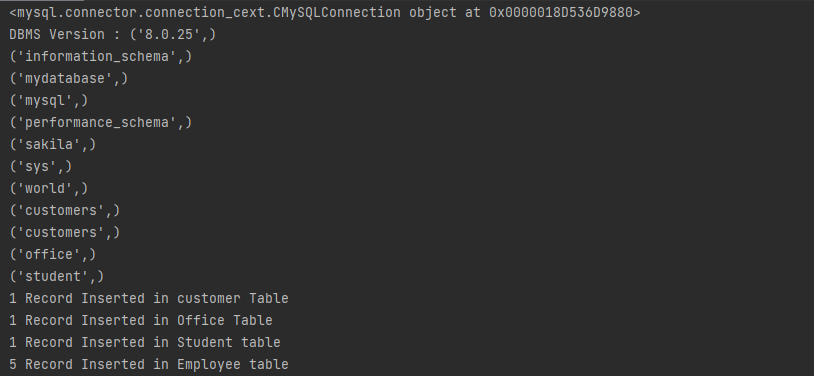 <mysql.connector.connection_cext.CMySQLConnection object at 0x0000018D536D9880>
DBMS Version : ('8.0.25',)
('information_schema',)
('mydatabase',)
('mysql',)
('performance_schema',)
('sakila',)
('sys',)
('world',)
('customers',)
('customers',)
('office',)
('student',)
1 Record Inserted in customer Table
1 Record Inserted in Office Table
1 Record Inserted in Student table
5 Record Inserted in Employee table